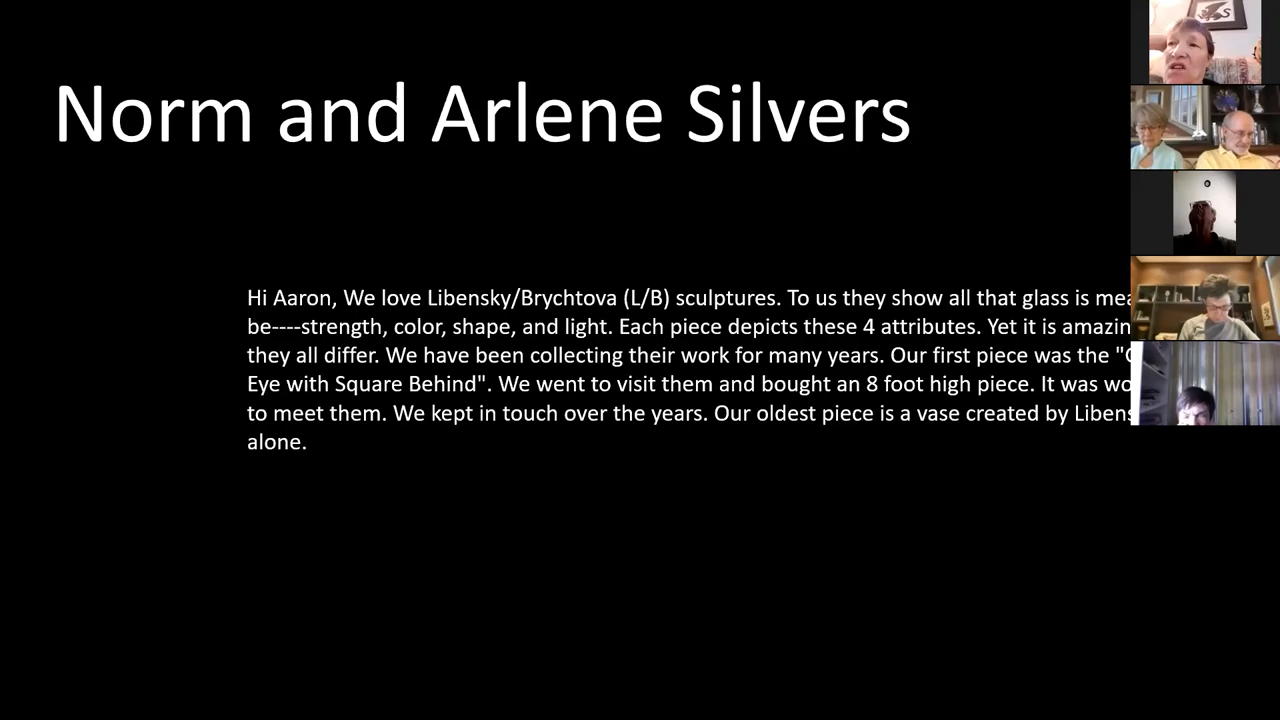 Norm and Arlene Silvers
Hi Aaron, We love Libensky/Brychtova (L/B) sculptures. To us they show all that glass is
be----strength, color, shape, and light. Each piece depicts these 4 attributes. Yet it is
they all differ. We have been collecting their work for many years. Our first piece was the "
Eye with Square Behind". We went to visit them and bought an 8 foot high piece. It was
to meet them. We kept in touch over the years. Our oldest piece is a vase created by
alone.